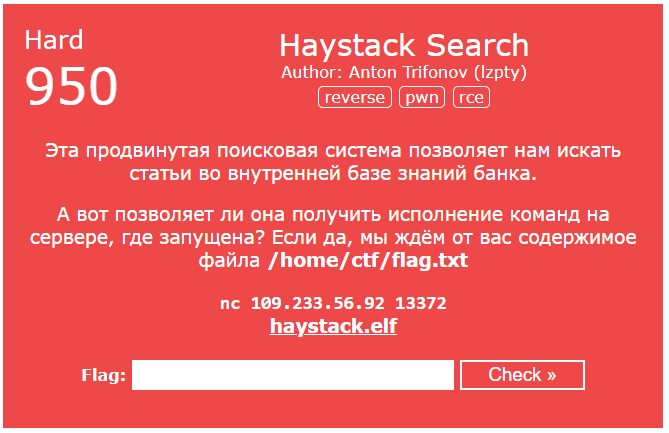 Hard
950
Haystack Search
Author: Anton Trifonov (lzpty)
reverse pwn rce
Эта продвинутая поисковая система позволяет нам искать
статьи во внутренней базе знаний банка.
А вот позволяет ли она получить исполнение команд на
сервере, где запущена? Если да, мы ждём от вас содержимое
файла /home/ctf/flag.txt
nc 109.233.56.92 13372
haystack.elf
Flag:
Check »